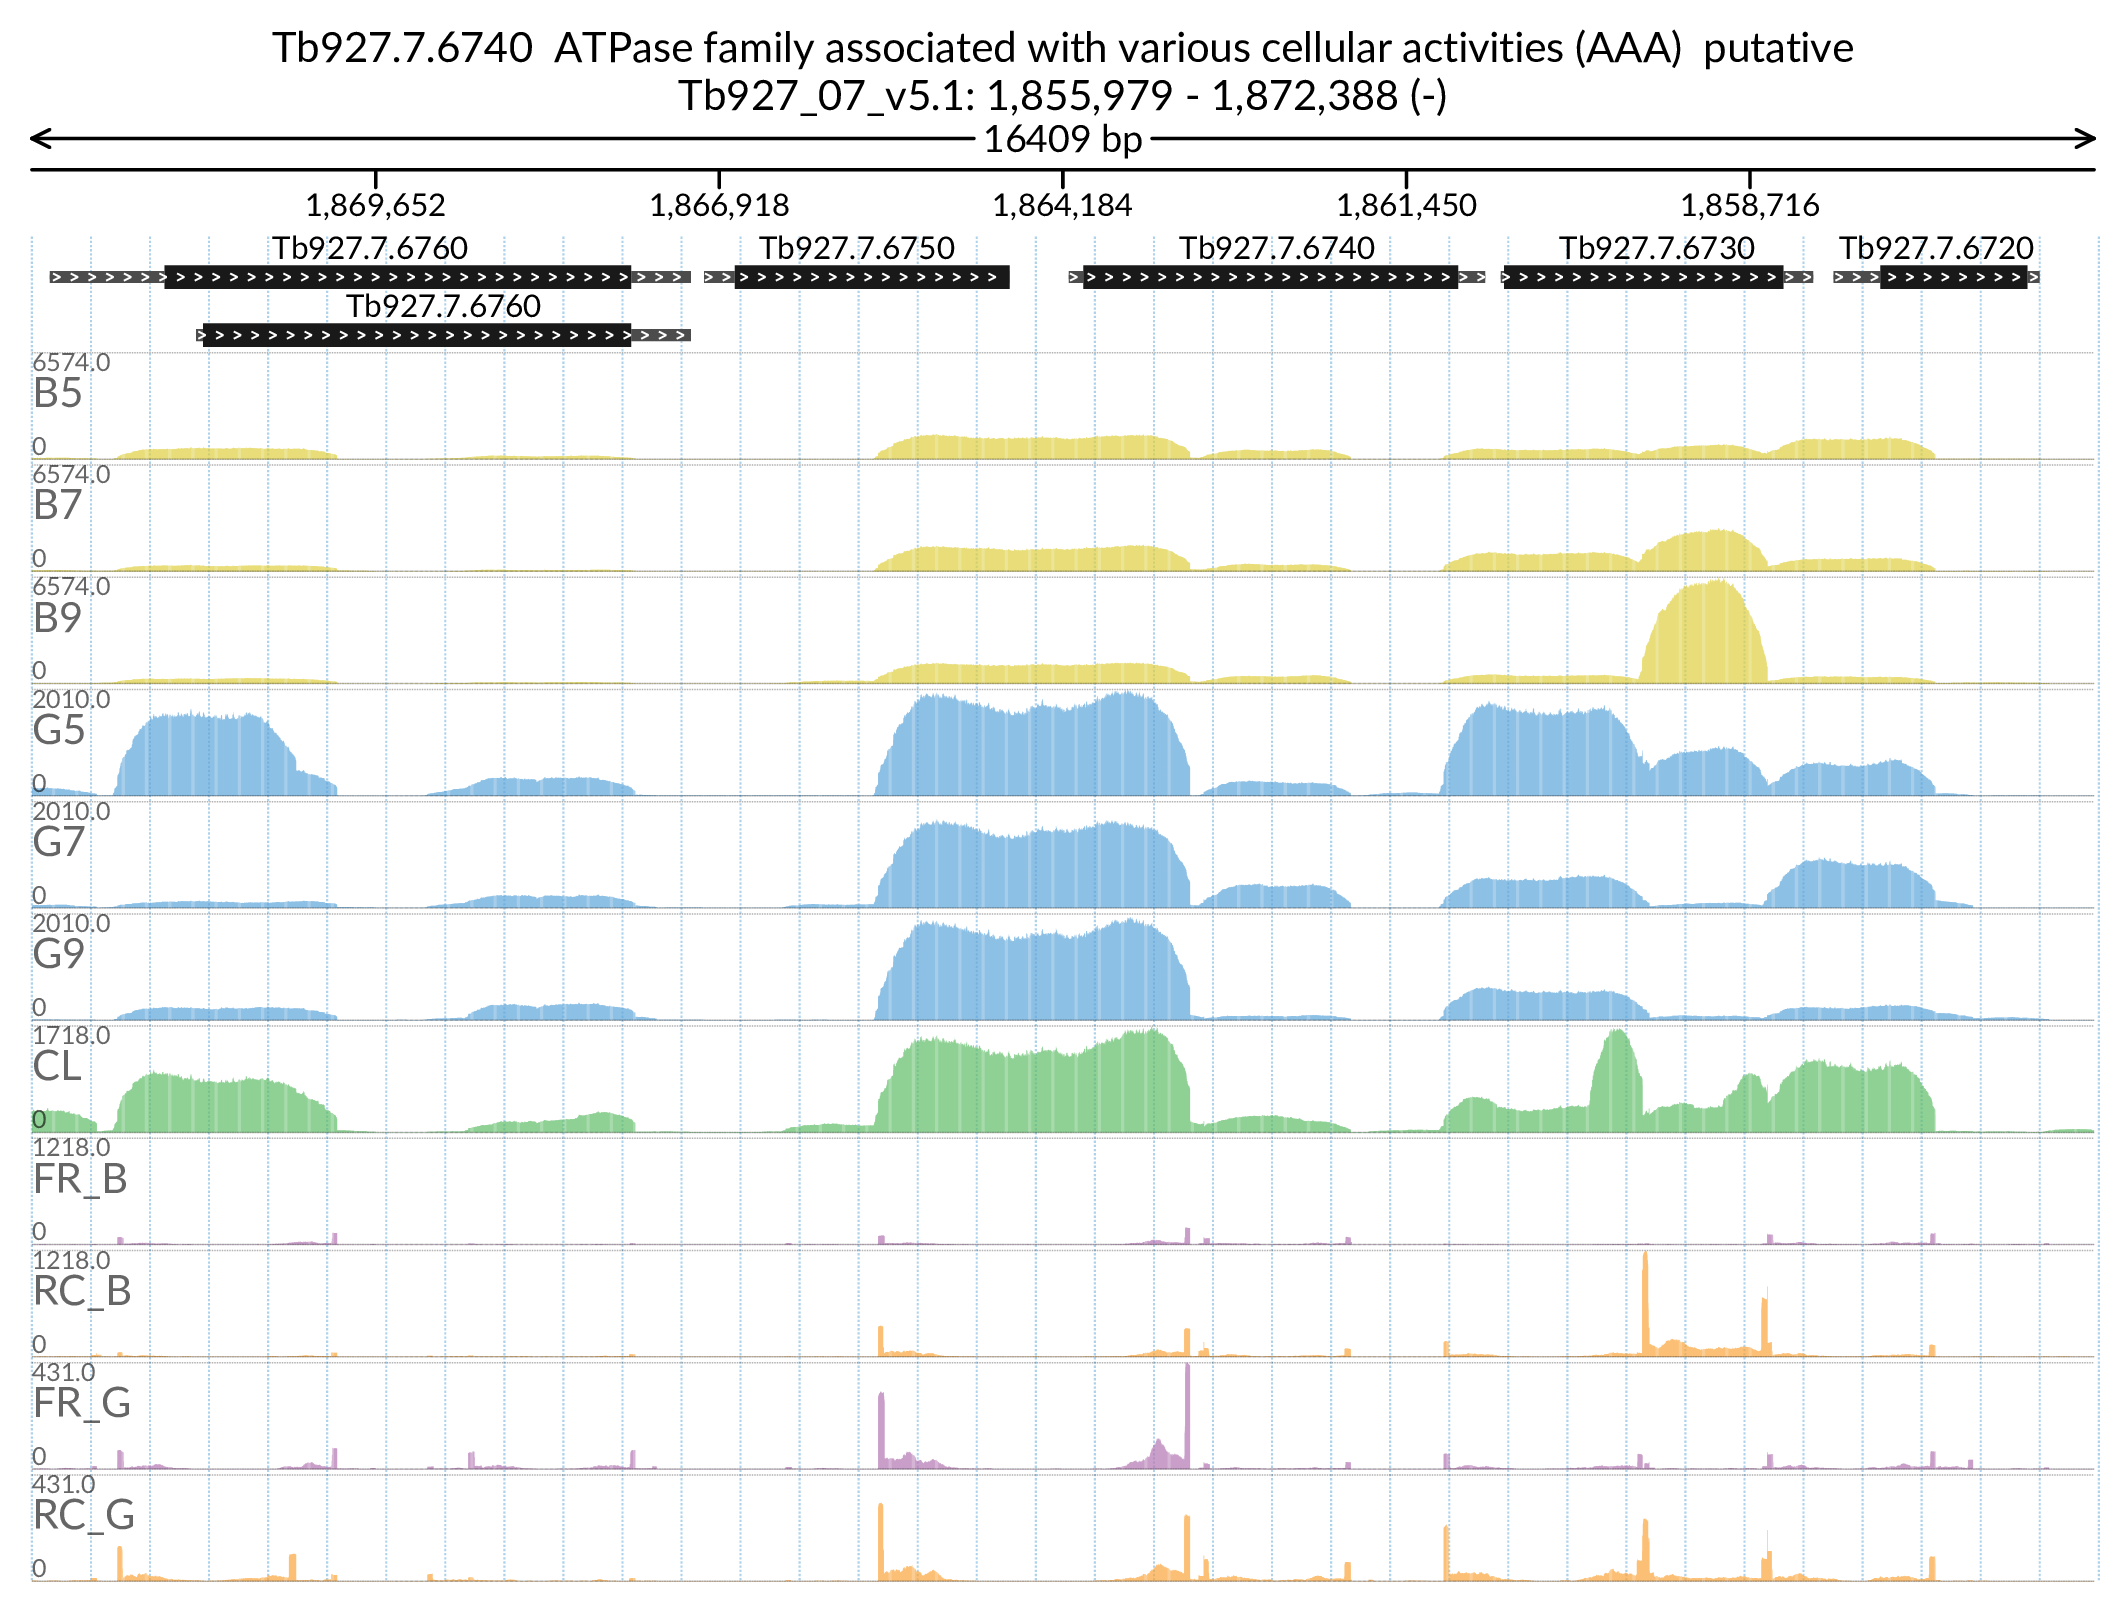 Tb927.7.6740  ATPase family associated with various cellular activities (AAA)  putative
Tb927_07_v5.1: 1,855,979 - 1,872,388 (-)
16409 bp
1,869,652 1,866,918 1,864,184 1,861,450 1,858,716
Tb927.7.6760 Tb927.7.6750 Tb927.7.6740 Tb927.7.6730 Tb927.7.6720
Tb927.7.6760
6574.0
B5
0
6574.0
B7
0
6574.0
B9
0
2010.0
G5
0
2010.0
G7
0
2010.0
G9
0
1718.0
CL
0
1218.0
FR_B
0
1218.0
RC_B
0
431.0
FR_G
0
431.0
RC_G
0